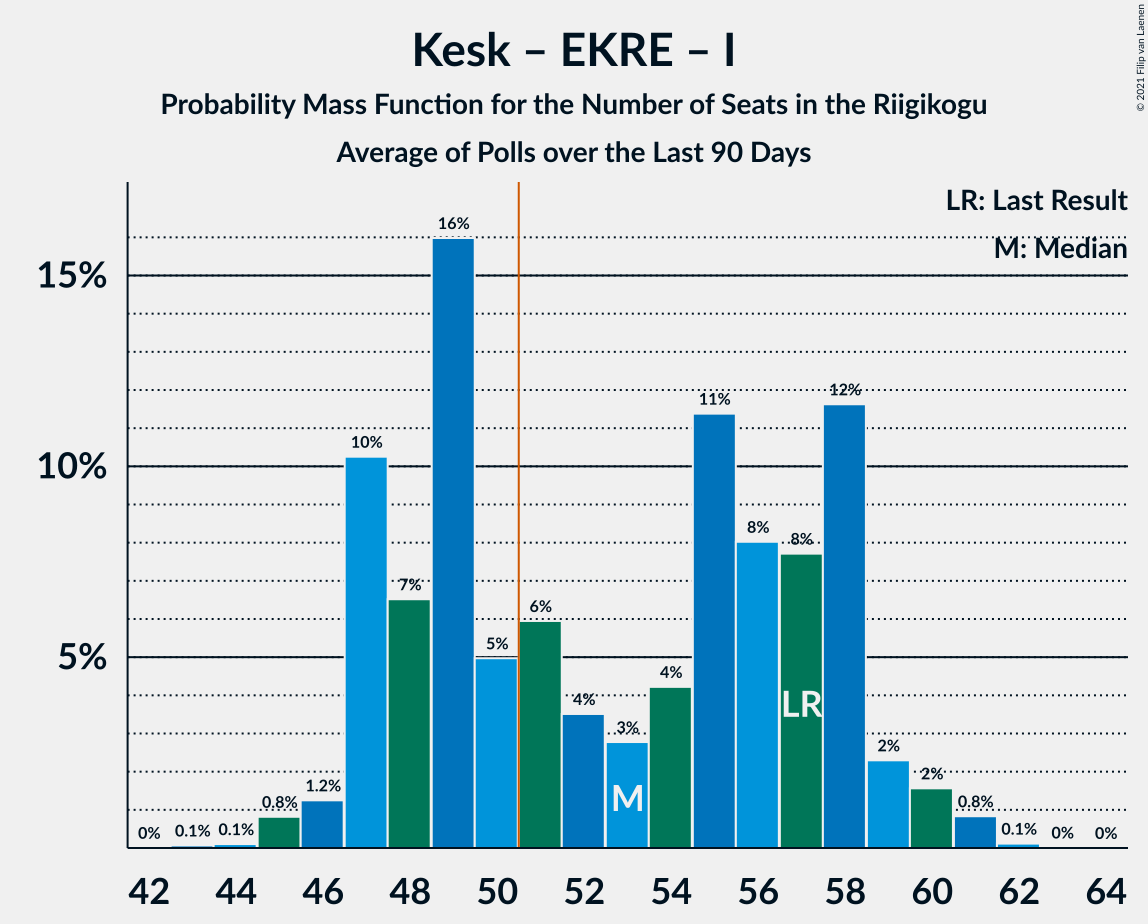 Kesk – EKRE – I
Probability Mass Function for the Number of Seats in the Riigikogu
Average of Polls over the Last 90 Days
© 2021 Filip van Laenen
LR: Last Result
M: Median
15%
10%
5%
0%
0.1%
0.1%
0.8%
1.2%
10%
7%
16%
5%
6%
4%
3%
4%
11%
8%
8%
12%
2%
2%
0.8%
0.1%
0%
0%
M
LR
42 44 46 48 50 52 54 56 58 60 62 64